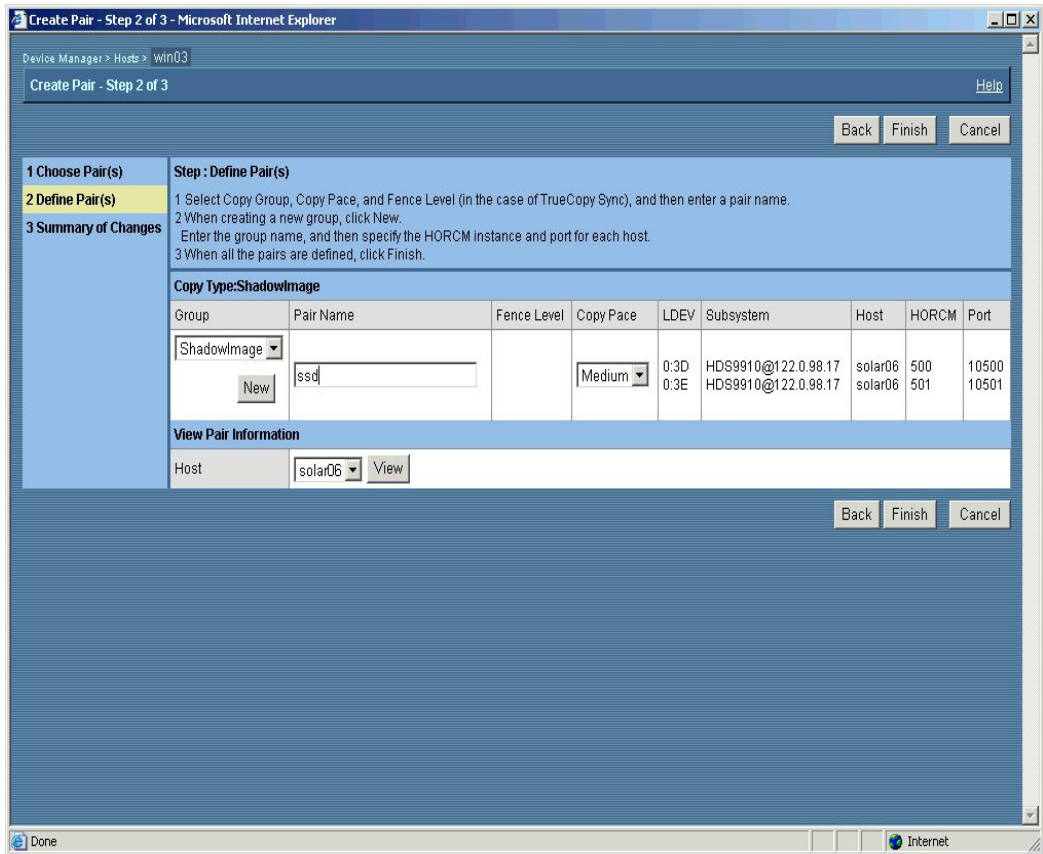 Create Pair - Step 2 of 3 - Microsoft Internet Explorer
Device Manager > Hosts > win03
Create Pair - Step 2 of 3
Help
Back Finish Cancel
1 Choose Pair(s)
2 Define Pair(s)
3 Summary of Changes
Step : Define Pair(s)
1 Select Copy Group, Copy Pace, and Fence Level (in the case of TrueCopy Sync), and then enter a pair name.
2 When creating a new group, click New.
Enter the group name, and then specify the HORCM instance and port for each host.
3 When all the pairs are defined, click Finish.
Copy Type:ShadowImage
Group Pair Name Fence Level Copy Pace LDEV Subsystem Host HORCM Port
ShadowImage
New
ssd
Medium
0:3D HDS9910@122.0.98.17 solar06 500 10500
0:3E HDS9910@122.0.98.17 solar06 501 10501
View Pair Information
Host solar06 View
Back Finish Cancel
Done Internet